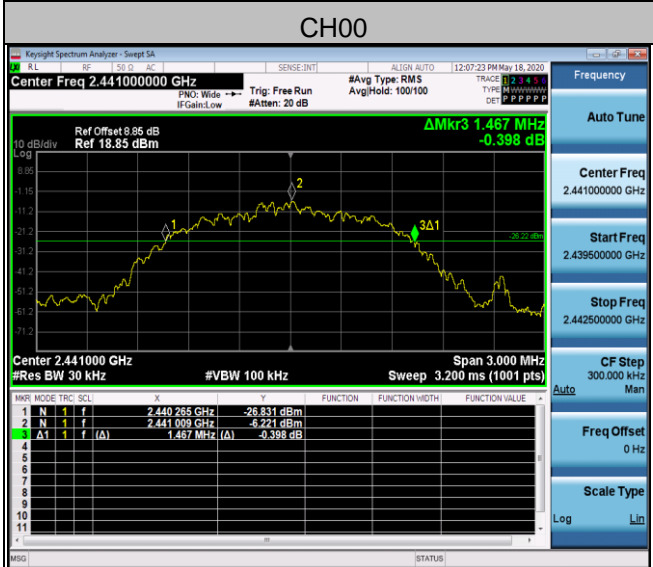 CH00
Keysight Spectrum Analyzer - Swept SA
RL RF 50 Ω AC SENSE:INT ALIGN AUTO 12:07:23 PM May 18, 2020
Center Freq 2.441000000 GHz
#Avg Type: RMS
TRACE 1 2 3 4 5 6
PNO: Wide Trig: Free Run Avg|Hold: 100/100
TYPE M W W W W W
IFGain:Low #Atten: 20 dB
DET P P P P P P
ΔMkr3 1.467 MHz
-0.398 dB
Ref Offset 8.85 dB
10 dB/div Ref 18.85 dBm
Log
8.85
2
-1.15
-11.2
1
3Δ1
-21.2
-26.22 dBm
-31.2
-41.2
-51.2
-61.2
-71.2
Center 2.441000 GHz Span 3.000 MHz
#Res BW 30 kHz #VBW 100 kHz Sweep 3.200 ms (1001 pts)
MKR MODE TRC SCL X Y FUNCTION FUNCTION WIDTH FUNCTION VALUE
1 N 1 f 2.440 265 GHz -26.831 dBm
2 N 1 f 2.441 009 GHz -6.221 dBm
3 Δ1 1 f (Δ) 1.467 MHz (Δ) -0.398 dB
4
5
6
7
8
9
10
11
MSG STATUS
Frequency
Auto Tune
Center Freq
2.441000000 GHz
Start Freq
2.439500000 GHz
Stop Freq
2.442500000 GHz
CF Step
300.000 kHz
Auto Man
Freq Offset
0 Hz
Scale Type
Log Lin